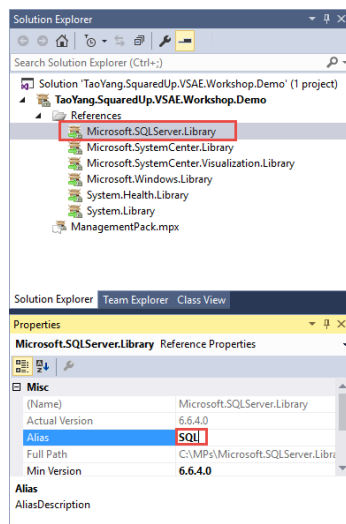 Solution Explorer
Search Solution Explorer (Ctrl+;)
Solution 'TaoYang.SquaredUp.VSAE.Workshop.Demo' (1 project)
TaoYang.SquaredUp.VSAE.Workshop.Demo
References
Microsoft.SQLServer.Library
Microsoft.SystemCenter.Library
Microsoft.SystemCenter.Visualization.Library
Microsoft.Windows.Library
System.Health.Library
System.Library
ManagementPack.mpx
Solution Explorer Team Explorer Class View
Properties
Microsoft.SQLServer.Library Reference Properties
Misc
(Name) Microsoft.SQLServer.Library
Actual Version 6.6.4.0
Alias SQL
Full Path C:\MPs\Microsoft.SQLServer.Libra
Min Version 6.6.4.0
Alias
AliasDescription